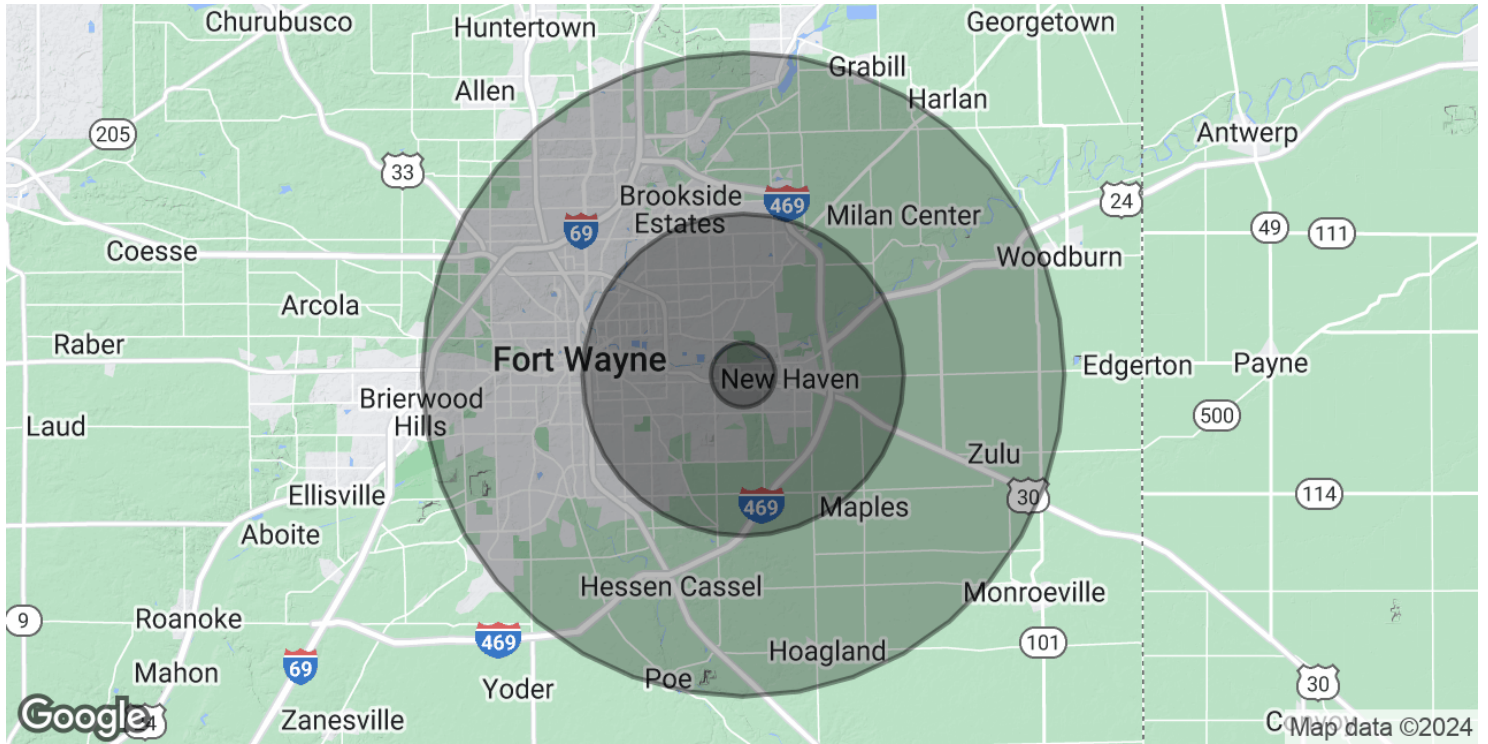 Churubusco
Huntertown
Georgetown
Grabill
Allen
Harlan
205
Antwerp
33
Brookside
Estates
469
24
Milan Center
69
49
111
Coesse
Woodburn
Arcola
Raber
Fort Wayne
Edgerton
Payne
New Haven
Brierwood
Hills
500
Laud
Zulu
Ellisville
30
114
469
Maples
Aboite
Hessen Cassel
Monroeville
Roanoke
9
469
101
Hoagland
69
Mahon
Poe
Yoder
30
Google
Zanesville
Map data ©2024